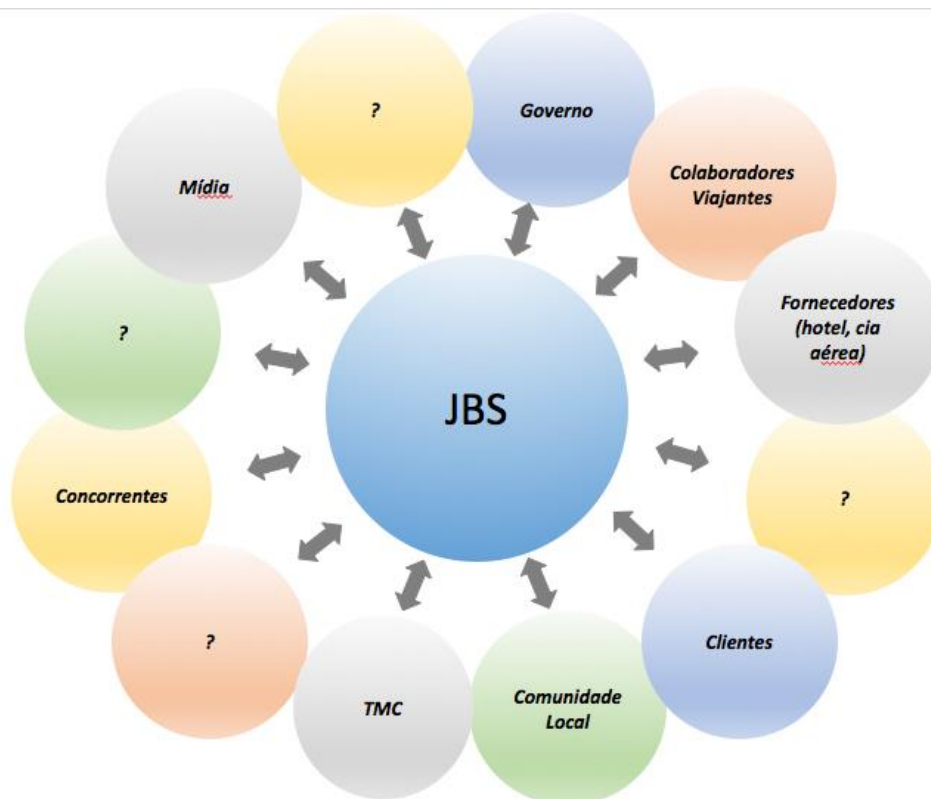 ?
Governo
Colaboradores
Viajantes
Mídia
Fornecedores
(hotel, cia
aérea)
?
JBS
Concorrentes
?
?
Clientes
TMC
Comunidade
Local